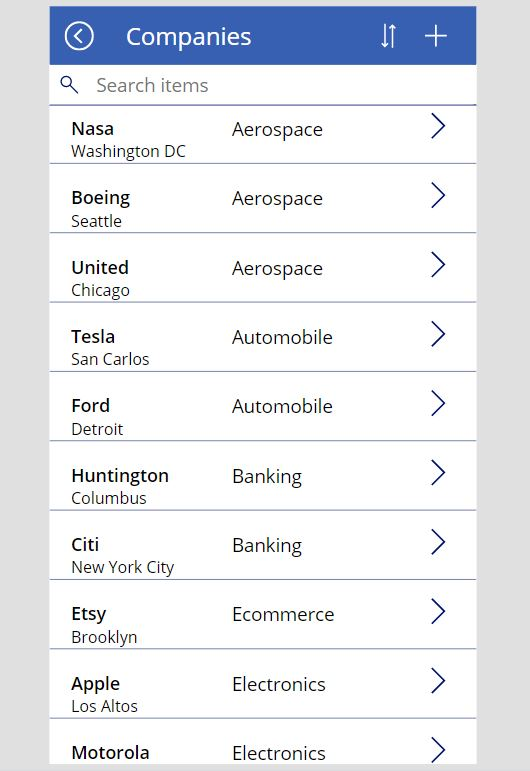 Companies
Search items
Nasa Aerospace
Washington DC
Boeing Aerospace
Seattle
United Aerospace
Chicago
Tesla Automobile
San Carlos
Ford Automobile
Detroit
Huntington Banking
Columbus
Citi Banking
New York City
Etsy Ecommerce
Brooklyn
Apple Electronics
Los Altos
Motorola Electronics